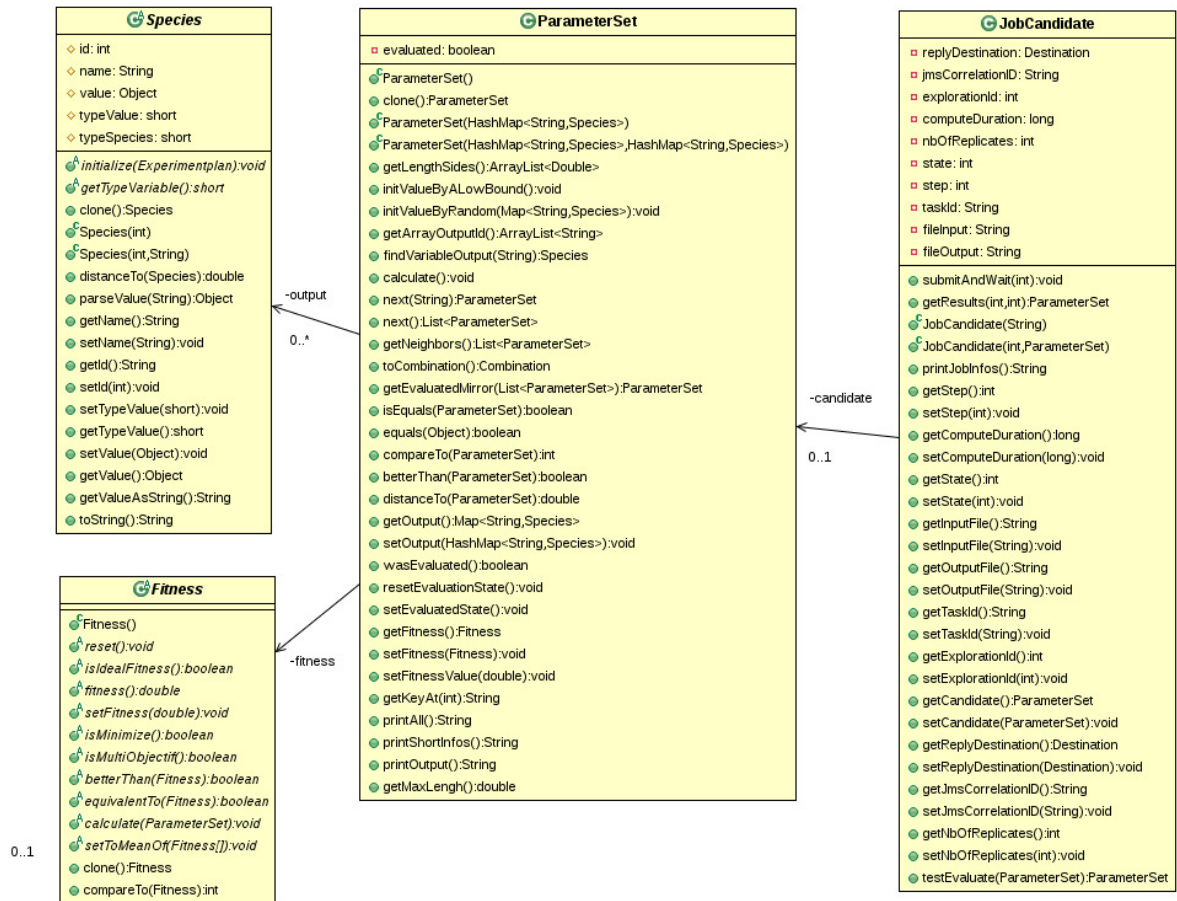 Species
id: int
name: String
value: Object
typeValue: short
typeSpecies: short
initialize(Experimentplan):void
getTypeVariable():short
clone():Species
Species(int)
Species(int,String)
distanceTo(Species):double
parseValue(String):Object
getName():String
setName(String):void
getId():String
setId(int):void
setTypeValue(short):void
getTypeValue():short
setValue(Object):void
getValue():Object
getValueAsString():String
toString():String
-output
0..*
Fitness
Fitness()
reset():void
isIdealFitness():boolean
fitness():double
setFitness(double):void
isMinimize():boolean
isMultiObjectif():boolean
betterThan(Fitness):boolean
equivalentTo(Fitness):boolean
calculate(ParameterSet):void
setToMeanOf(Fitness[]):void
clone():Fitness
compareTo(Fitness):int
0..1
-fitness
ParameterSet
evaluated: boolean
ParameterSet()
clone():ParameterSet
ParameterSet(HashMap<String,Species>)
ParameterSet(HashMap<String,Species>,HashMap<String,Species>)
getLengthSides():ArrayList<Double>
initValueByALowBound():void
initValueByRandom(Map<String,Species>):void
getArrayOutputId():ArrayList<String>
findVariableOutput(String):Species
calculate():void
next(String):ParameterSet
next():List<ParameterSet>
getNeighbors():List<ParameterSet>
toCombination():Combination
getEvaluatedMirror(List<ParameterSet>):ParameterSet
isEquals(ParameterSet):boolean
equals(Object):boolean
compareTo(ParameterSet):int
betterThan(ParameterSet):boolean
distanceTo(ParameterSet):double
getOutput():Map<String,Species>
setOutput(HashMap<String,Species>):void
wasEvaluated():boolean
resetEvaluationState():void
setEvaluatedState():void
getFitness():Fitness
setFitness(Fitness):void
setFitnessValue(double):void
getKeyAt(int):String
printAll():String
printShortInfos():String
printOutput():String
getMaxLengh():double
-candidate
0..1
JobCandidate
replyDestination: Destination
jmsCorrelationID: String
explorationId: int
computeDuration: long
nbOfReplicates: int
state: int
step: int
taskId: String
fileInput: String
fileOutput: String
submitAndWait(int):void
getResults(int,int):ParameterSet
JobCandidate(String)
JobCandidate(int,ParameterSet)
printJobInfos():String
getStep():int
setStep(int):void
getComputeDuration():long
setComputeDuration(long):void
getState():int
setState(int):void
getInputFile():String
setInputFile(String):void
getOutputFile():String
setOutputFile(String):void
getTaskId():String
setTaskId(String):void
getExplorationId():int
setExplorationId(int):void
getCandidate():ParameterSet
setCandidate(ParameterSet):void
getReplyDestination():Destination
setReplyDestination(Destination):void
getJmsCorrelationID():String
setJmsCorrelationID(String):void
getNbOfReplicates():int
setNbOfReplicates(int):void
testEvaluate(ParameterSet):ParameterSet